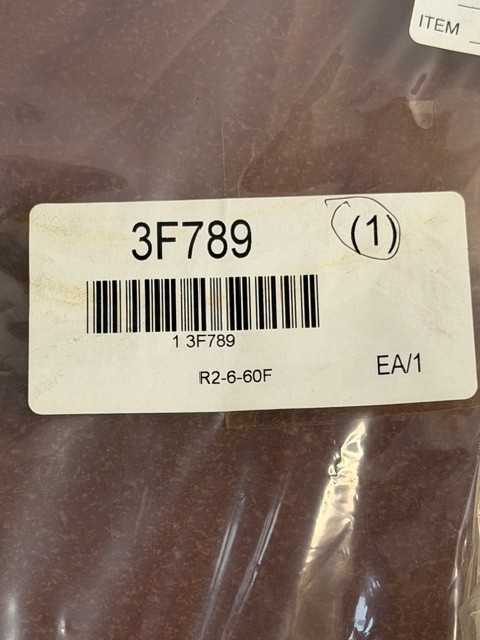 ITEM
3F789
(1)
1 3F789
R2-6-60F
EA/1